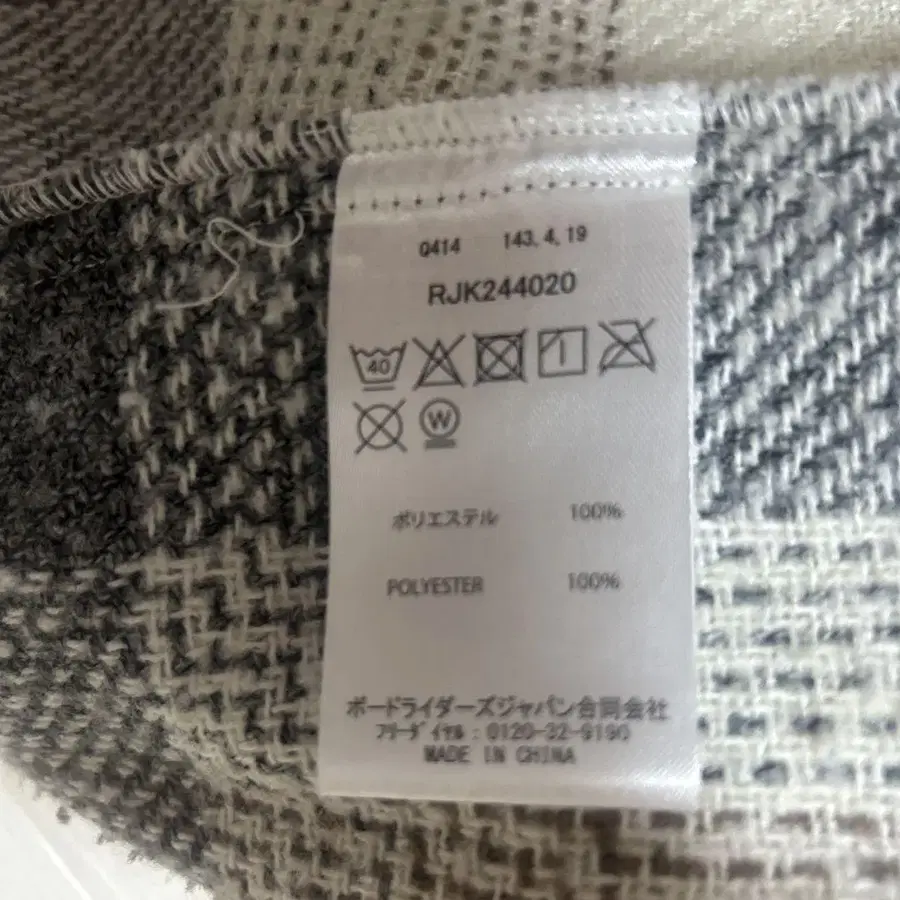 Q414 143.4.19
RJK244020
40
W
ポリエステル 100%
POLYESTER 100%
ボードライダーズジャパン合同会社
フリーダイヤル : 0120-32-9190
MADE IN CHINA